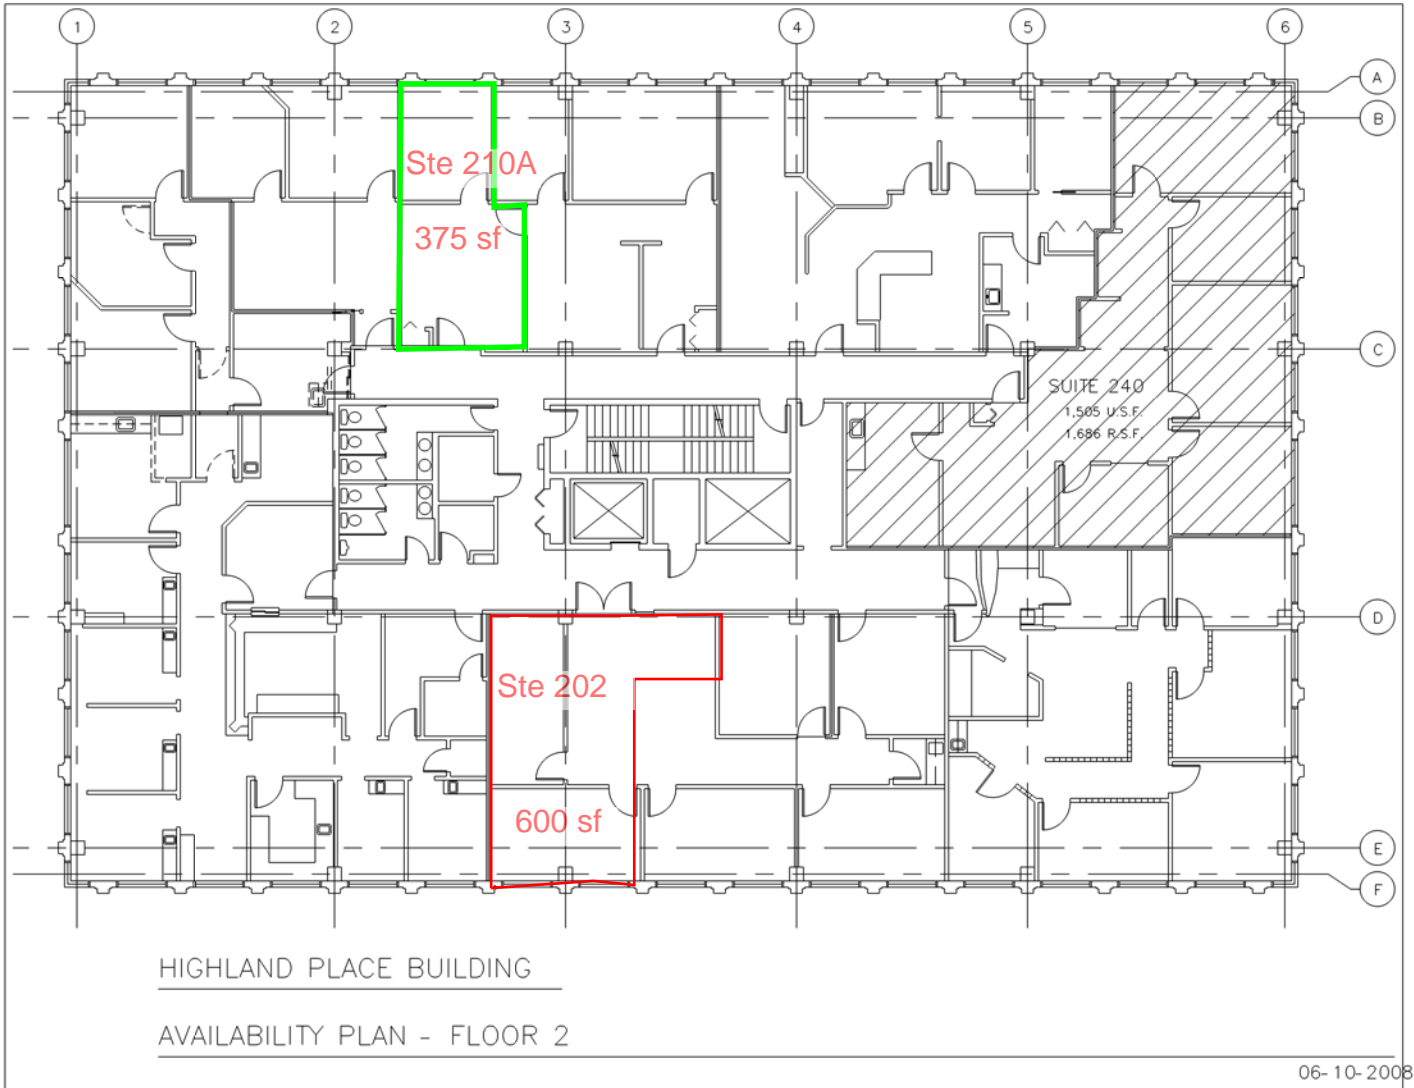 1 2 3 4 5 6
A
B
Ste 210A
375 sf
C
SUITE 240
1,505 U.S.F.
1,686 R.S.F.
D
Ste 202
600 sf
E
F
HIGHLAND PLACE BUILDING
AVAILABILITY PLAN - FLOOR 2
06-10-2008